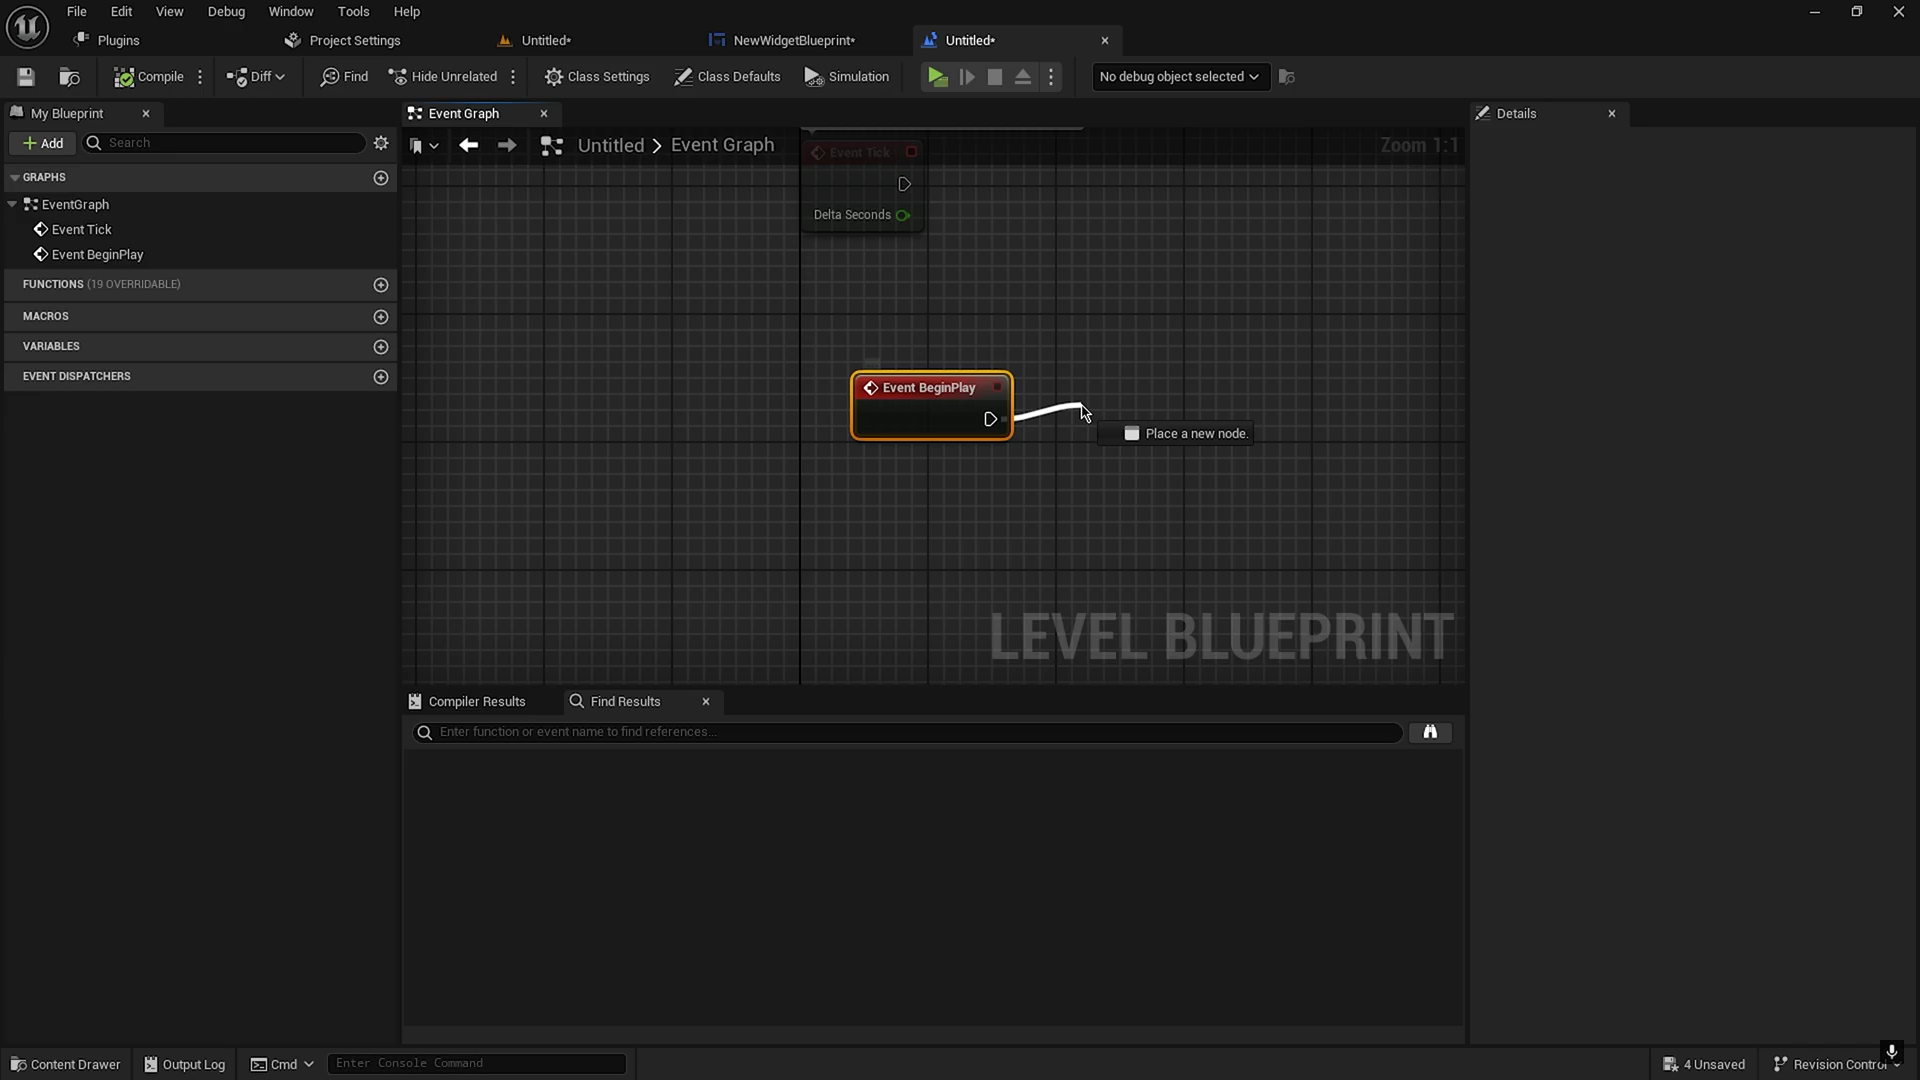 File Edit View Debug Window Tools Help
Plugins Project Settings Untitled* NewWidgetBlueprint* Untitled*
Compile Diff Find Hide Unrelated Class Settings Class Defaults Simulation No debug object selected
My Blueprint Event Graph Details
Add Search Untitled > Event Graph Zoom 1:1
GRAPHS
EventGraph
Event Tick
Event BeginPlay
FUNCTIONS (19 OVERRIDABLE)
MACROS
VARIABLES
EVENT DISPATCHERS
Event Tick
Delta Seconds
Event BeginPlay
Place a new node.
LEVEL BLUEPRINT
Compiler Results Find Results
Enter function or event name to find references...
Content Drawer Output Log Cmd Enter Console Command 4 Unsaved Revision Control